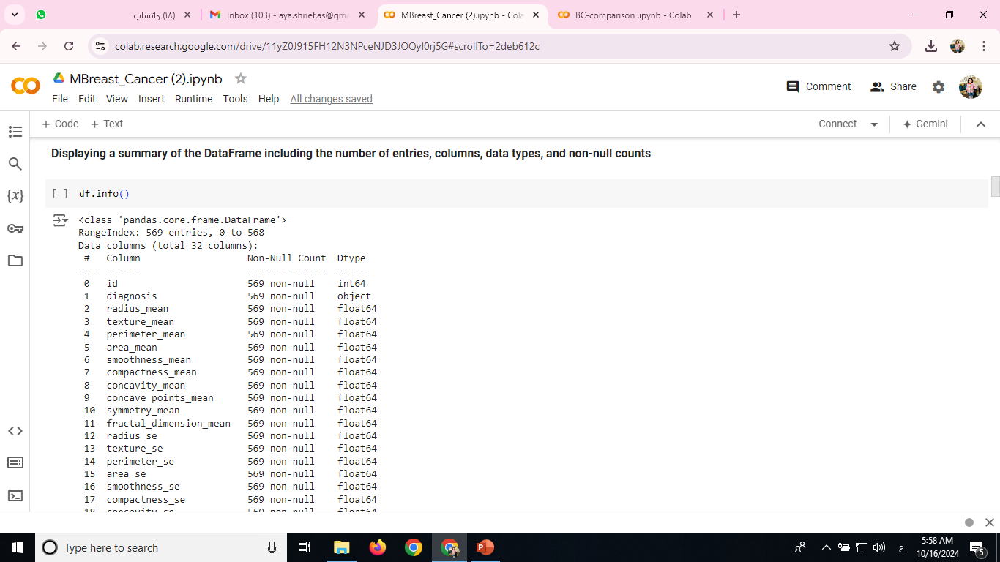 (١٨) واتساب
Inbox (103) - aya.shrief.as@gma
MBreast_Cancer (2).ipynb - Cola
BC-comparison .ipynb - Colab
colab.research.google.com/drive/11yZ0J915FH12N3NPceNJD3JOQyI0rj5G#scrollTo=2deb612c
MBreast_Cancer (2).ipynb
Comment
Share
File Edit View Insert Runtime Tools Help All changes saved
+ Code + Text
Connect
Gemini
Displaying a summary of the DataFrame including the number of entries, columns, data types, and non-null counts
[ ] df.info()
<class 'pandas.core.frame.DataFrame'>
RangeIndex: 569 entries, 0 to 568
Data columns (total 32 columns):
# Column Non-Null Count Dtype
--- ------ -------------- -----
0 id 569 non-null int64
1 diagnosis 569 non-null object
2 radius_mean 569 non-null float64
3 texture_mean 569 non-null float64
4 perimeter_mean 569 non-null float64
5 area_mean 569 non-null float64
6 smoothness_mean 569 non-null float64
7 compactness_mean 569 non-null float64
8 concavity_mean 569 non-null float64
9 concave points_mean 569 non-null float64
10 symmetry_mean 569 non-null float64
11 fractal_dimension_mean 569 non-null float64
12 radius_se 569 non-null float64
13 texture_se 569 non-null float64
14 perimeter_se 569 non-null float64
15 area_se 569 non-null float64
16 smoothness_se 569 non-null float64
17 compactness_se 569 non-null float64
18 concavity_se 569 non-null float64
Type here to search
ع
5:58 AM
10/16/2024
5